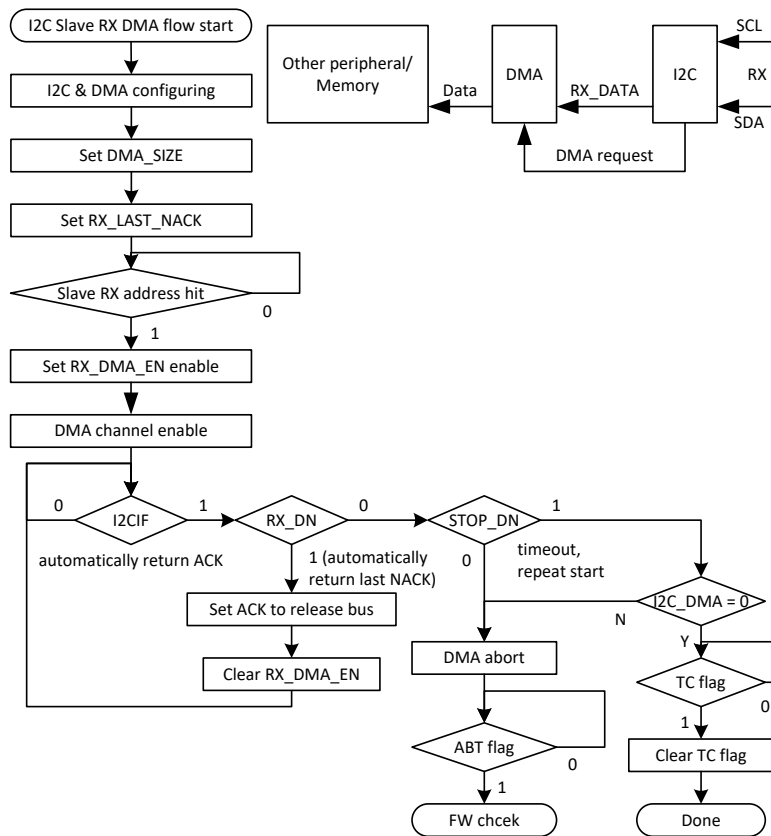 I2C Slave RX DMA flow start
I2C & DMA configuring
Set DMA_SIZE
Set RX_LAST_NACK
Slave RX address hit
0
1
Set RX_DMA_EN enable
DMA channel enable
0
I2CIF
1
automatically return ACK
RX_DN
0
1 (automatically
return last NACK)
Set ACK to release bus
Clear RX_DMA_EN
STOP_DN
1
0
timeout,
repeat start
I2C_DMA = 0
N
Y
DMA abort
ABT flag
0
1
FW chcek
TC flag
0
1
Clear TC flag
Done
Other peripheral/
Memory
Data
DMA
RX_DATA
I2C
SCL
RX
SDA
DMA request